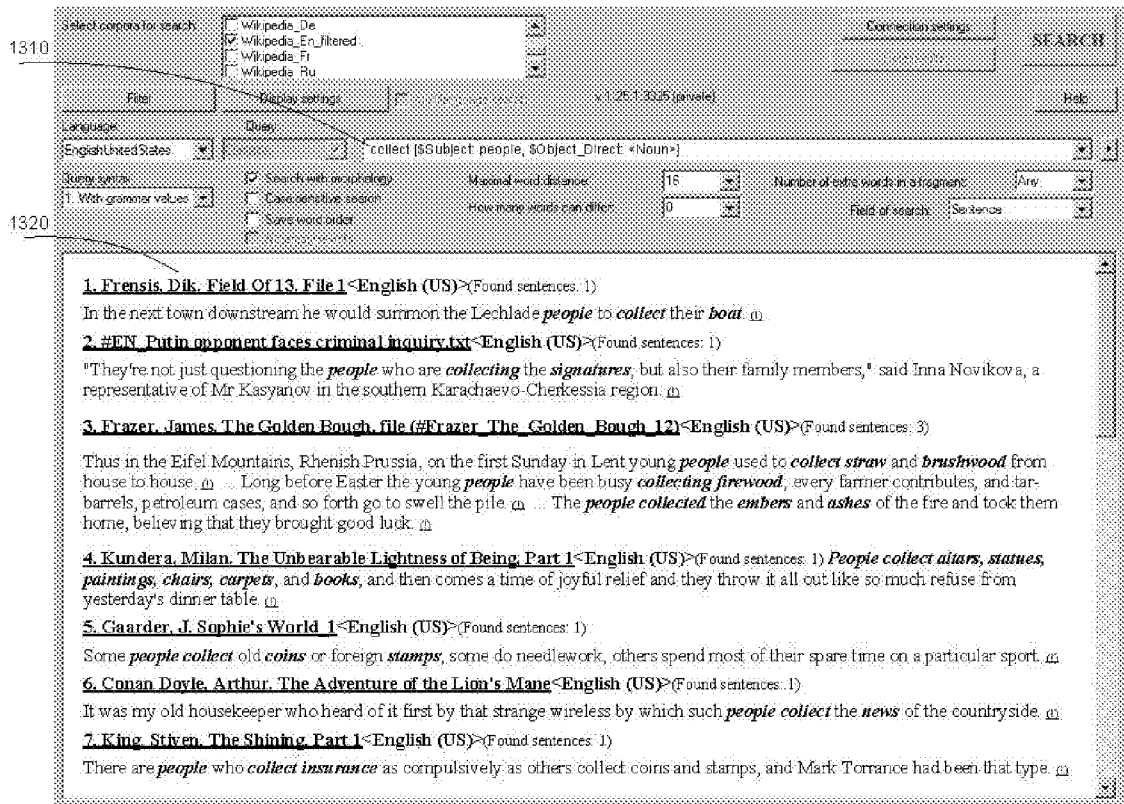 1310
Select corpora for search:
Wikipedia_De
Wikipedia_En_filtered
Wikipedia_Fr
Wikipedia_Ru
Connection settings
SEARCH
Filter
Display settings
v.1.25.1.3325 (private)
Help
Language:
Query:
English United States
"collect [$Subject: people, $Object_Direct: <Noun>]
Query syntax
1. With grammar values
Search with morphology
Case sensitive search
Save word order
Maximal word distance:
16
How many words can differ:
0
Number of extra words in a fragment:
Any
Field of search:
Sentence
1320
1. Frensis, Dik. Field Of 13. File 1<English (US)>(Found sentences: 1)
In the next town downstream he would summon the Lechlade people to collect their boat. (i)
2. #EN_Putin opponent faces criminal inquiry.txt<English (US)>(Found sentences: 1)
"They're not just questioning the people who are collecting the signatures, but also their family members," said Inna Novikova, a
representative of Mr Kasyanov in the southern Karachaevo-Cherkessia region. (i)
3. Frazer, James. The Golden Bough. file (#Frazer_The_Golden_Bough_12)<English (US)>(Found sentences: 3)
Thus in the Eifel Mountains, Rhenish Prussia, on the first Sunday in Lent young people used to collect straw and brushwood from
house to house. (i) ... Long before Easter the young people have been busy collecting firewood; every farmer contributes, and tar-
barrels, petroleum cases, and so forth go to swell the pile. (i) ... The people collected the embers and ashes of the fire and took them
home, believing that they brought good luck. (i)
4. Kundera, Milan. The Unbearable Lightness of Being. Part 1<English (US)>(Found sentences: 1) People collect altars, statues,
paintings, chairs, carpets, and books, and then comes a time of joyful relief and they throw it all out like so much refuse from
yesterday's dinner table. (i)
5. Gaarder, J. Sophie's World_1<English (US)>(Found sentences: 1)
Some people collect old coins or foreign stamps, some do needlework, others spend most of their spare time on a particular sport. (i)
6. Conan Doyle, Arthur. The Adventure of the Lion's Mane<English (US)>(Found sentences: 1)
It was my old housekeeper who heard of it first by that strange wireless by which such people collect the news of the countryside. (i)
7. King, Stiven. The Shining. Part 1<English (US)>(Found sentences: 1)
There are people who collect insurance as compulsively as others collect coins and stamps, and Mark Torrance had been that type. (i)